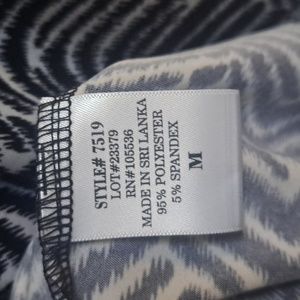 STYLE# 7519
LOT#23379
RN#105536
MADE IN SRI LANKA
95% POLYESTER
5% SPANDEX
M